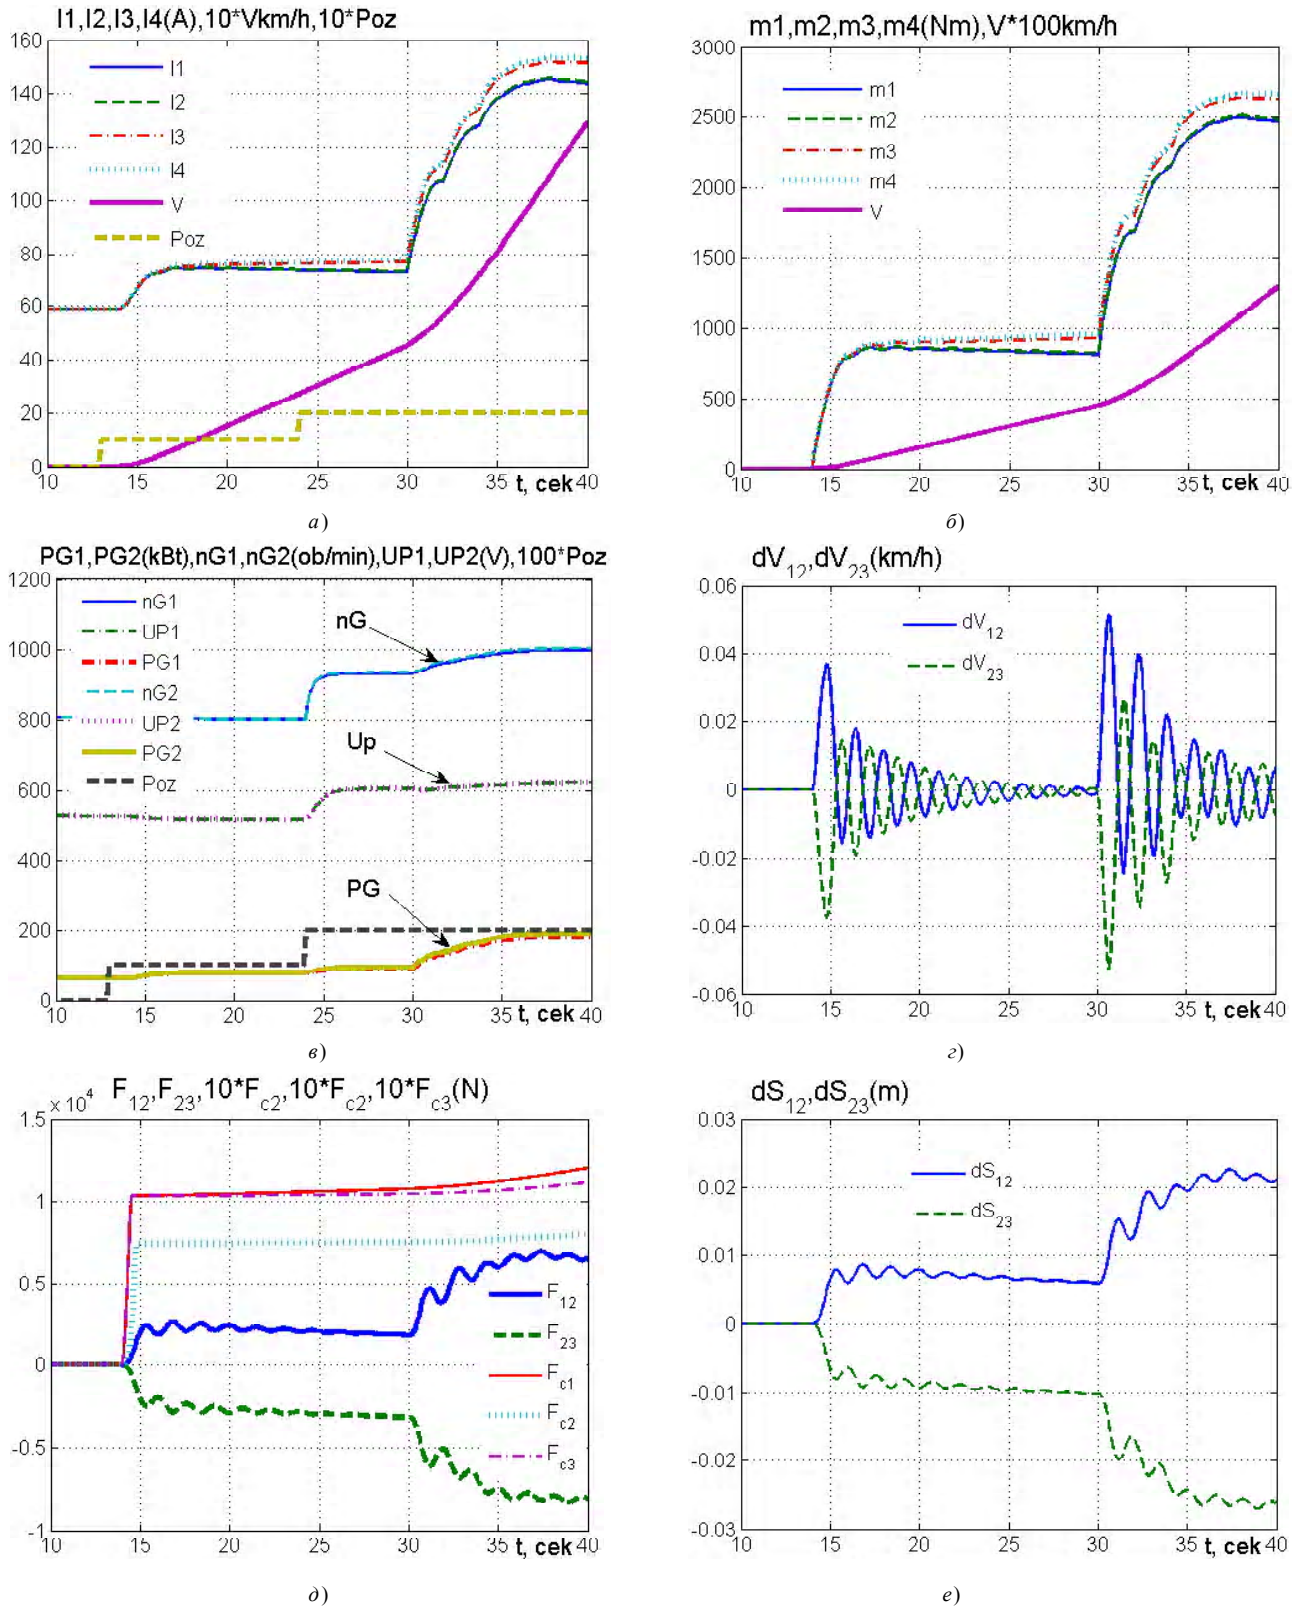 I1,I2,I3,I4(A),10*Vkm/h,10*Poz
160
140
120
100
80
60
40
20
0
I1
I2
I3
I4
V
Poz
10 15 20 25 30 35 t, cек 40
а)
m1,m2,m3,m4(Nm),V*100km/h
3000
2500
2000
1500
1000
500
0
m1
m2
m3
m4
V
10 15 20 25 30 35 t, cек 40
б)
PG1,PG2(kBt),nG1,nG2(ob/min),UP1,UP2(V),100*Poz
1200
1000
800
600
400
200
0
nG1
UP1
PG1
nG2
UP2
PG2
Poz
nG
Up
PG
10 15 20 25 30 t, cек 40
в)
dV12,dV23(km/h)
0.06
0.04
0.02
0
-0.02
-0.04
-0.06
dV12
dV23
10 15 20 25 30 35 t, cек 40
г)
F12,F23,10*Fc2,10*Fc2,10*Fc3(N)
× 10^4
1.5
1
0.5
0
-0.5
-1
F12
F23
Fc1
Fc2
Fc3
10 15 20 25 30 35 t, cек 40
д)
dS12,dS23(m)
0.03
0.02
0.01
0
-0.01
-0.02
-0.03
dS12
dS23
10 15 20 25 30 35 t, cек 40
е)